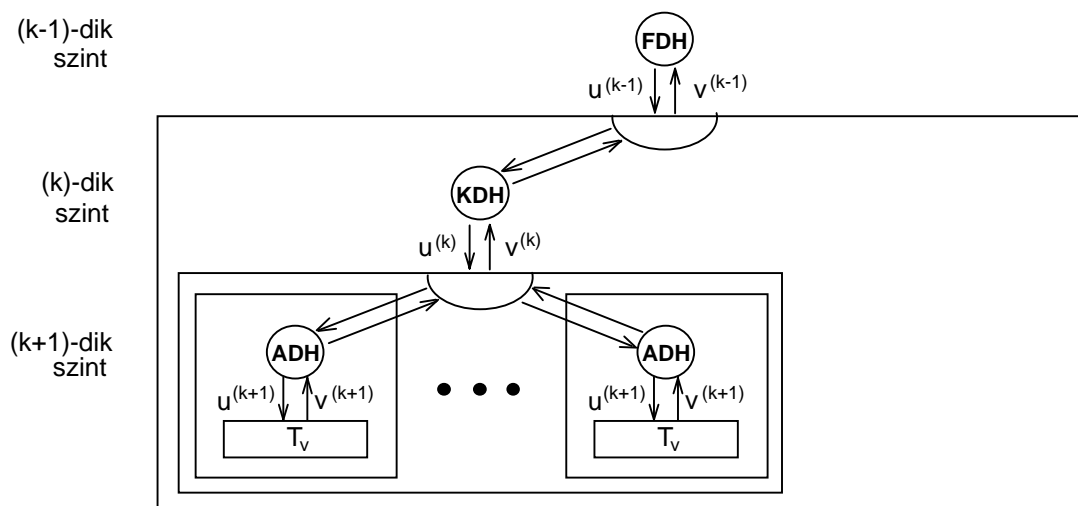 (k-1)-dik
szint
FDH
u(k-1) v(k-1)
(k)-dik
szint
KDH
u(k) v(k)
(k+1)-dik
szint
ADH ADH
u(k+1) v(k+1) u(k+1) v(k+1)
Tv Tv